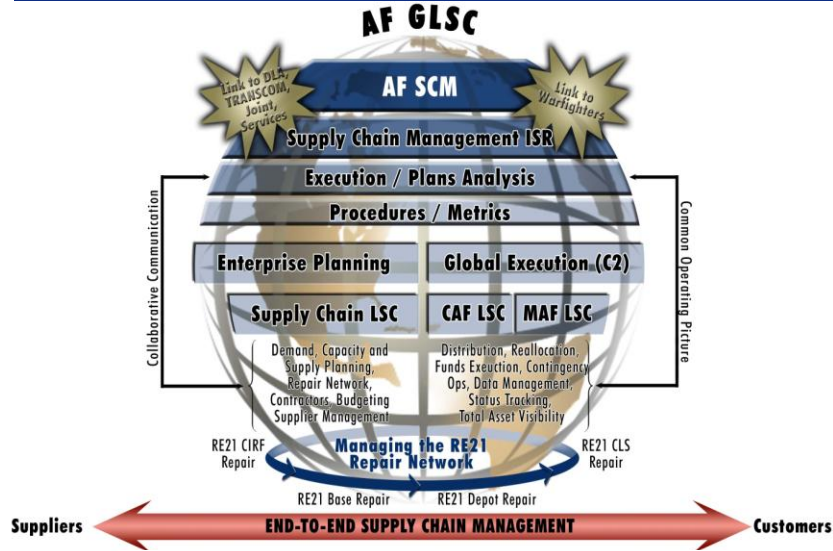 AF GLSC
Link to DLA,
TRANSCOM,
Joint,
Services
AF SCM
Link to
Warfighters
Supply Chain Management ISR
Execution / Plans Analysis
Procedures / Metrics
Collaborative Communication
Common Operating Picture
Enterprise Planning
Global Execution (C2)
Supply Chain LSC
CAF LSC
MAF LSC
Demand, Capacity and
Supply Planning,
Repair Network,
Contractors, Budgeting
Supplier Management
Distribution, Reallocation,
Funds Exeuction, Contingency
Ops, Data Management,
Status Tracking,
Total Asset Visibility
RE21 CIRF
Repair
Managing the RE21
Repair Network
RE21 CLS
Repair
RE21 Base Repair
RE21 Depot Repair
Suppliers
END-TO-END SUPPLY CHAIN MANAGEMENT
Customers